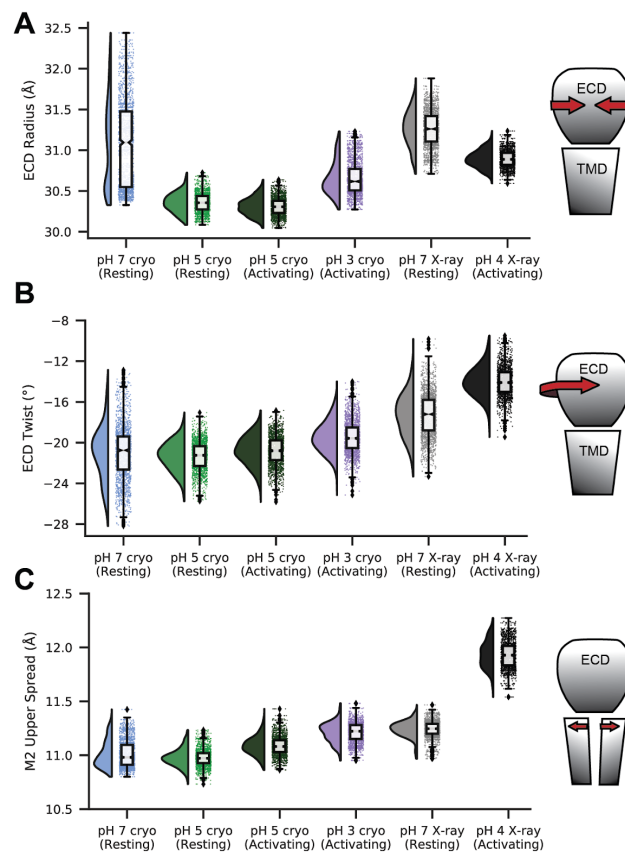 A
ECD Radius (Å)
32.5
32.0
31.5
31.0
30.5
30.0
pH 7 cryo
(Resting)
pH 5 cryo
(Resting)
pH 5 cryo
(Activating)
pH 3 cryo
(Activating)
pH 7 X-ray
(Resting)
pH 4 X-ray
(Activating)
ECD
TMD
B
ECD Twist (°)
−8
−12
−16
−20
−24
−28
pH 7 cryo
(Resting)
pH 5 cryo
(Resting)
pH 5 cryo
(Activating)
pH 3 cryo
(Activating)
pH 7 X-ray
(Resting)
pH 4 X-ray
(Activating)
ECD
TMD
C
M2 Upper Spread (Å)
12.5
12.0
11.5
11.0
10.5
pH 7 cryo
(Resting)
pH 5 cryo
(Resting)
pH 5 cryo
(Activating)
pH 3 cryo
(Activating)
pH 7 X-ray
(Resting)
pH 4 X-ray
(Activating)
ECD